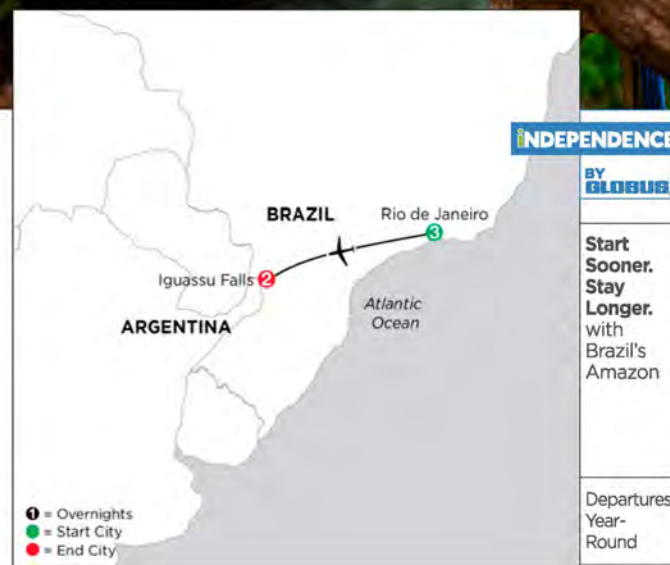 BRAZIL
Rio de Janeiro
3
Iguassu Falls 2
ARGENTINA
Atlantic
Ocean
1 = Overnights
= Start City
= End City
iNDEPENDENCE
BY
GLOBUS
Start
Sooner.
Stay
Longer.
with
Brazil's
Amazon
Departures
Year-
Round